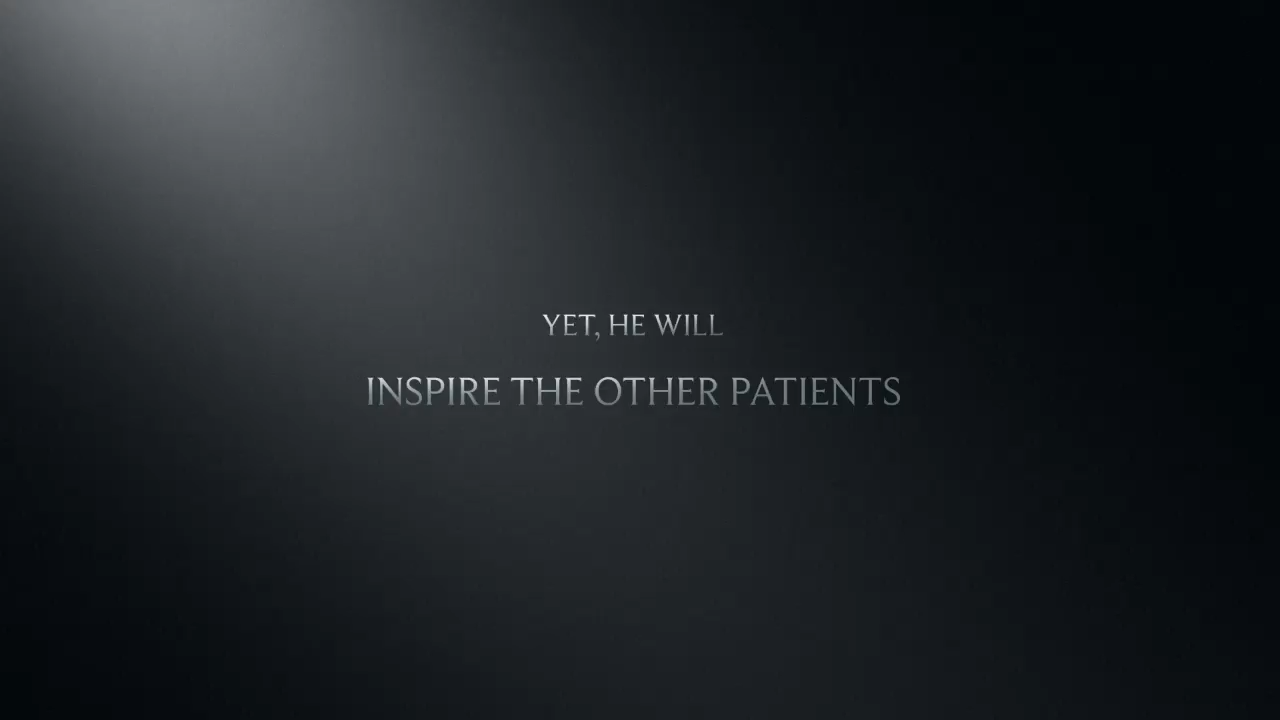 YET, HE WILL
INSPIRE THE OTHER PATIENTS